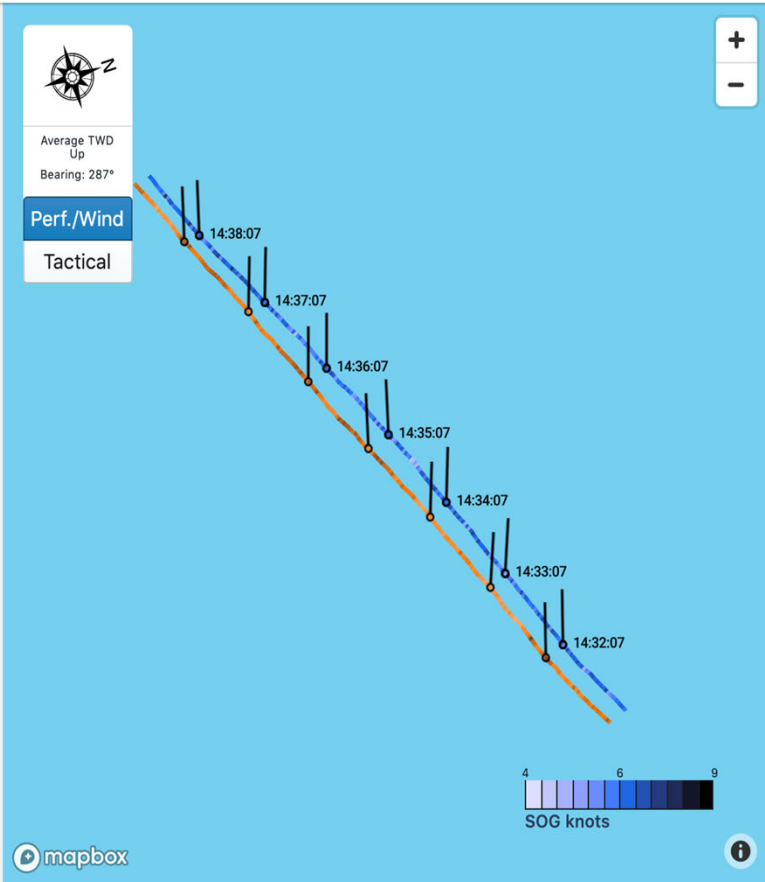 N
Average TWD
Up
Bearing: 287°
Perf./Wind
Tactical
+
−
14:38:07
14:37:07
14:36:07
14:35:07
14:34:07
14:33:07
14:32:07
4 6 9
SOG knots
mapbox
i